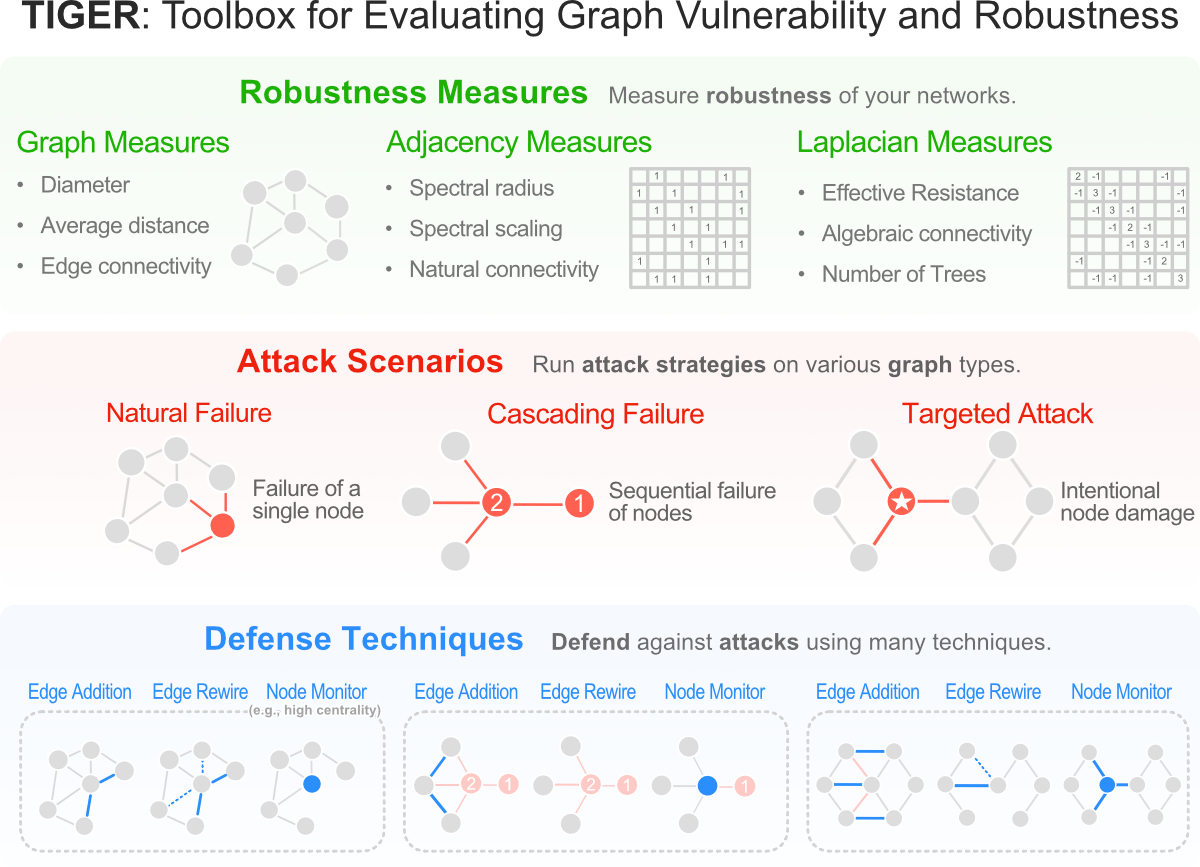 TIGER: Toolbox for Evaluating Graph Vulnerability and Robustness
Robustness Measures Measure robustness of your networks.
Graph Measures
• Diameter
• Average distance
• Edge connectivity
Adjacency Measures
• Spectral radius
• Spectral scaling
• Natural connectivity
1 1
1 1 1
1 1 1
1 1
1 1 1
1 1
1 1 1
Laplacian Measures
• Effective Resistance
• Algebraic connectivity
• Number of Trees
2 -1 -1
-1 3 -1 -1
-1 3 -1 -1
-1 2 -1
-1 3 -1 -1
-1 -1 2
-1 -1 -1 3
Attack Scenarios Run attack strategies on various graph types.
Natural Failure
Failure of a
single node
Cascading Failure
2 1
Sequential failure
of nodes
Targeted Attack
Intentional
node damage
Defense Techniques Defend against attacks using many techniques.
Edge Addition Edge Rewire Node Monitor
(e.g., high centrality)
Edge Addition Edge Rewire Node Monitor
2 1 2 1 1
Edge Addition Edge Rewire Node Monitor